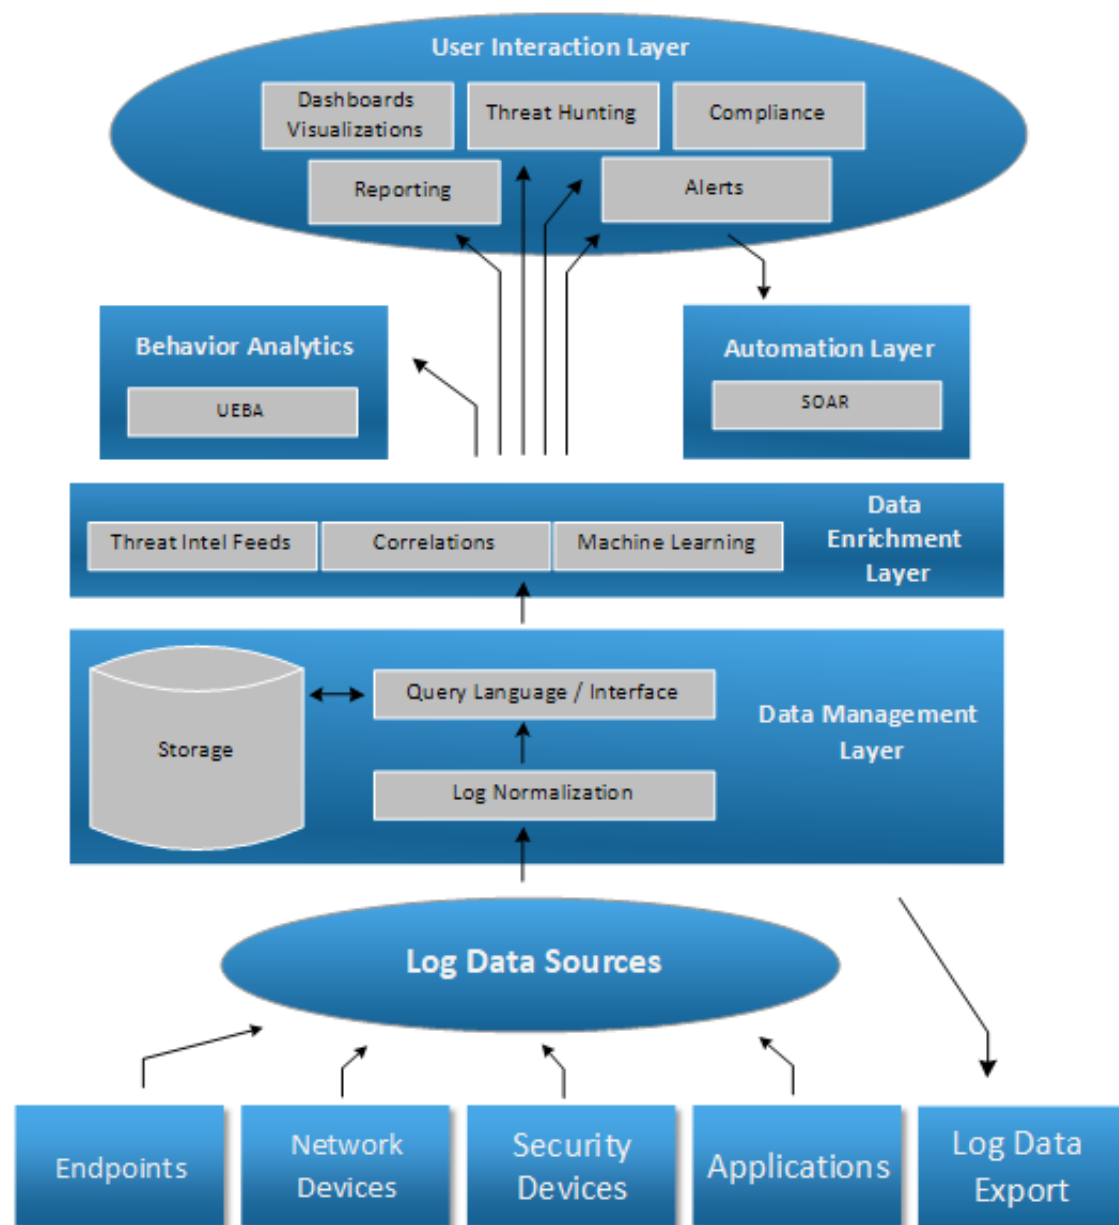 User Interaction Layer
Dashboards
Visualizations
Threat Hunting
Compliance
Reporting
Alerts
Behavior Analytics
UEBA
Automation Layer
SOAR
Threat Intel Feeds
Correlations
Machine Learning
Data
Enrichment
Layer
Storage
Query Language / Interface
Log Normalization
Data Management
Layer
Log Data Sources
Endpoints
Network
Devices
Security
Devices
Applications
Log Data
Export